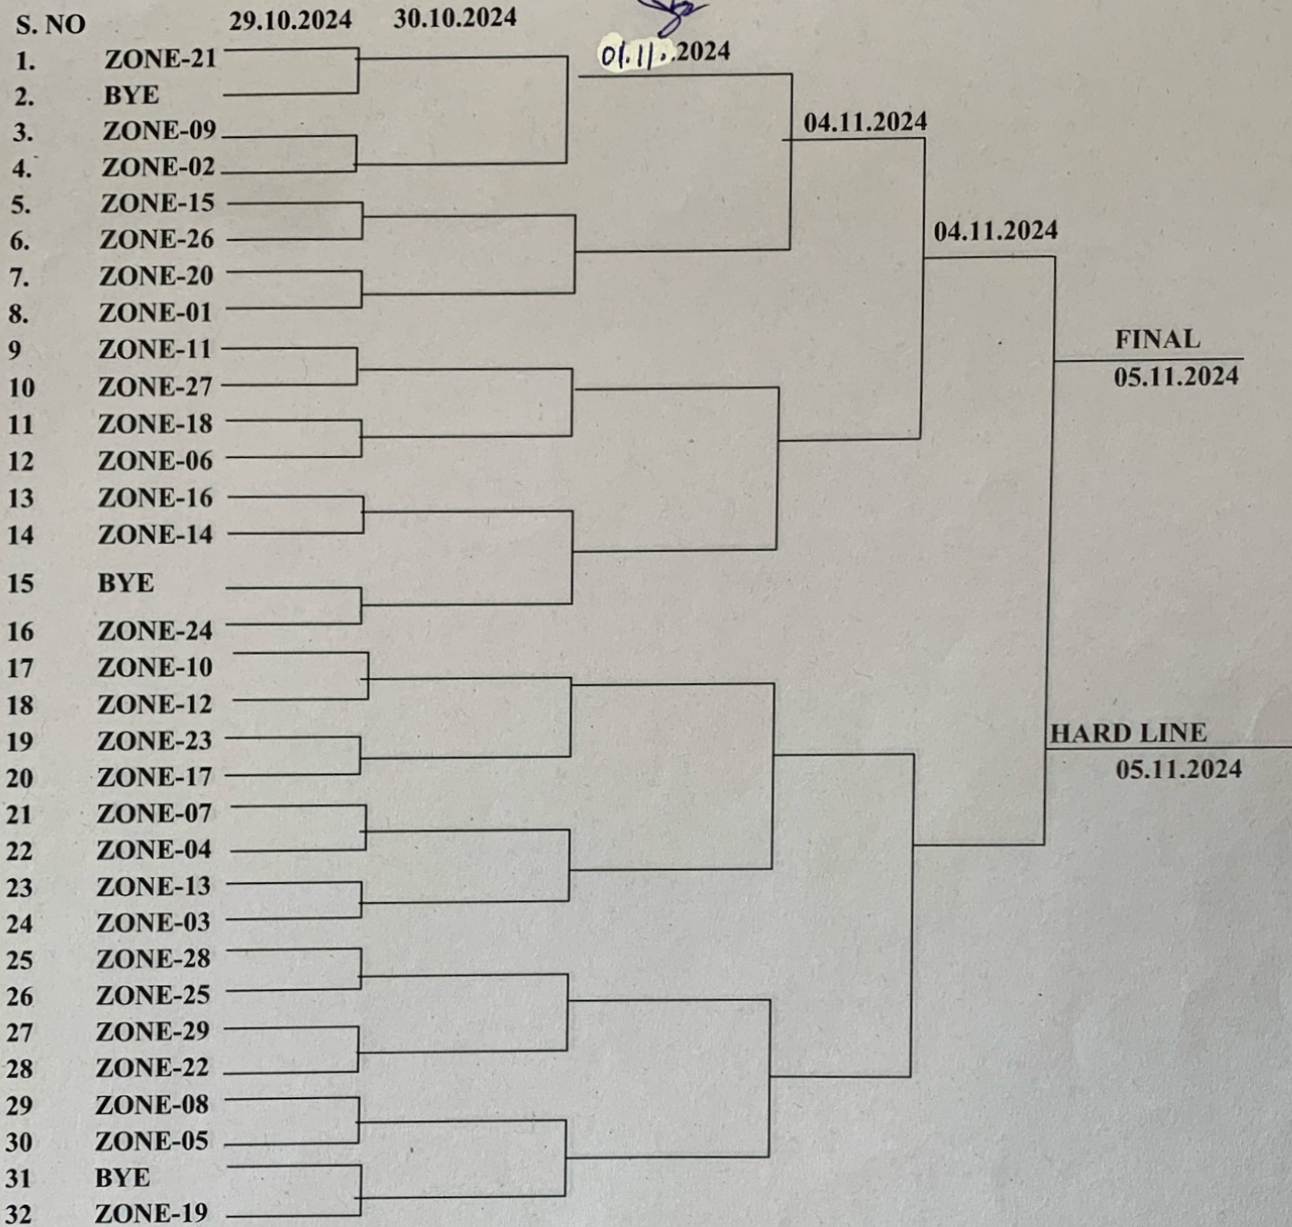 S. NO 29.10.2024 30.10.2024
01.11..2024
1. ZONE-21
2. BYE
04.11.2024
3. ZONE-09
4. ZONE-02
5. ZONE-15
04.11.2024
6. ZONE-26
7. ZONE-20
8. ZONE-01
FINAL
9 ZONE-11
05.11.2024
10 ZONE-27
11 ZONE-18
12 ZONE-06
13 ZONE-16
14 ZONE-14
15 BYE
16 ZONE-24
17 ZONE-10
18 ZONE-12
HARD LINE
19 ZONE-23
05.11.2024
20 ZONE-17
21 ZONE-07
22 ZONE-04
23 ZONE-13
24 ZONE-03
25 ZONE-28
26 ZONE-25
27 ZONE-29
28 ZONE-22
29 ZONE-08
30 ZONE-05
31 BYE
32 ZONE-19